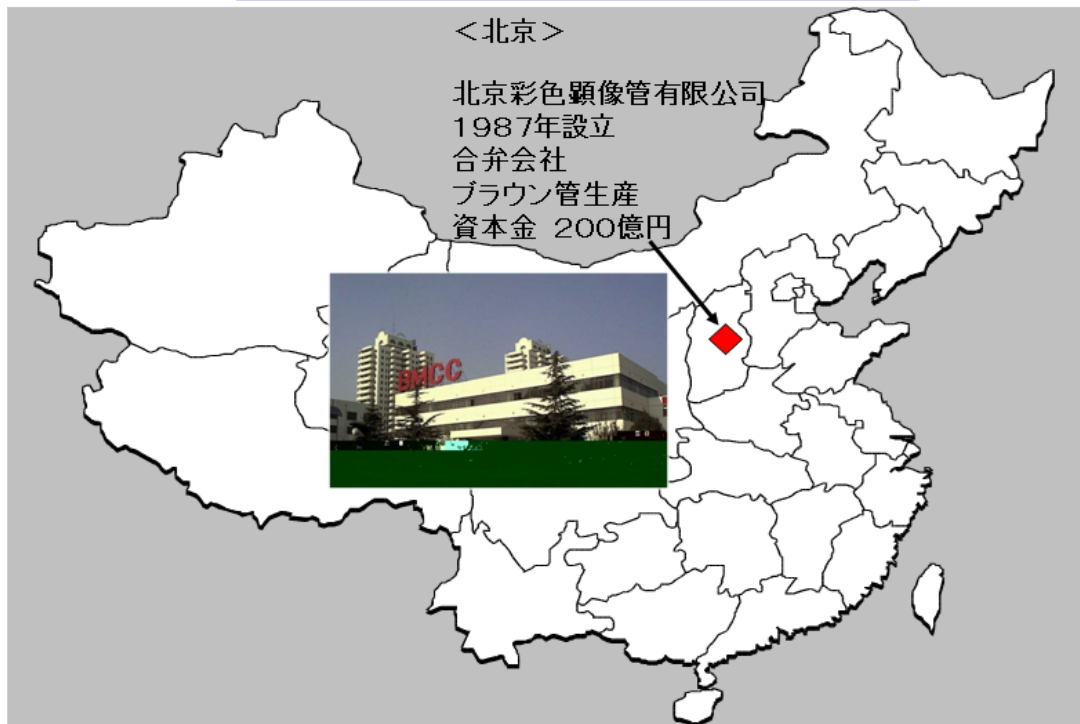 ＜北京＞
北京彩色顕像管有限公司
1987年設立
合弁会社
ブラウン管生産
資本金 200億円
BMCC